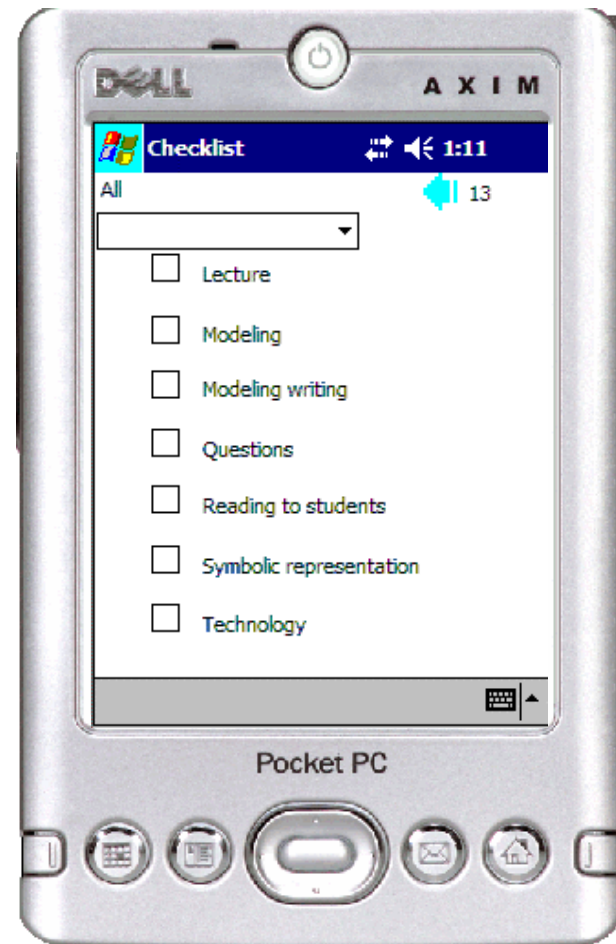 DELL
AXIM
Checklist 1:11
All 13
Lecture
Modeling
Modeling writing
Questions
Reading to students
Symbolic representation
Technology
Pocket PC